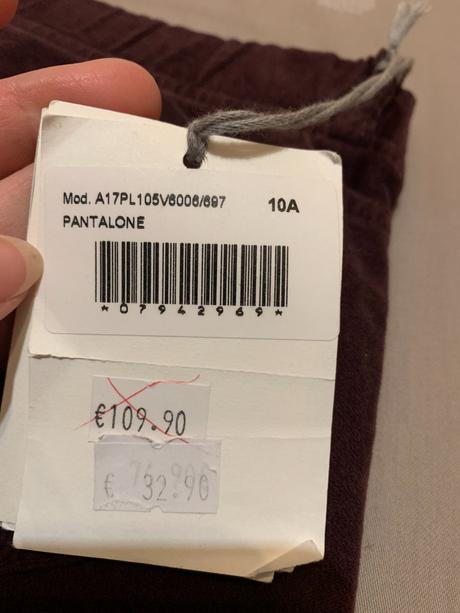 Mod. A17PL105V6006/697
10A
PANTALONE
*07942969*
€109.90
€ 32.90